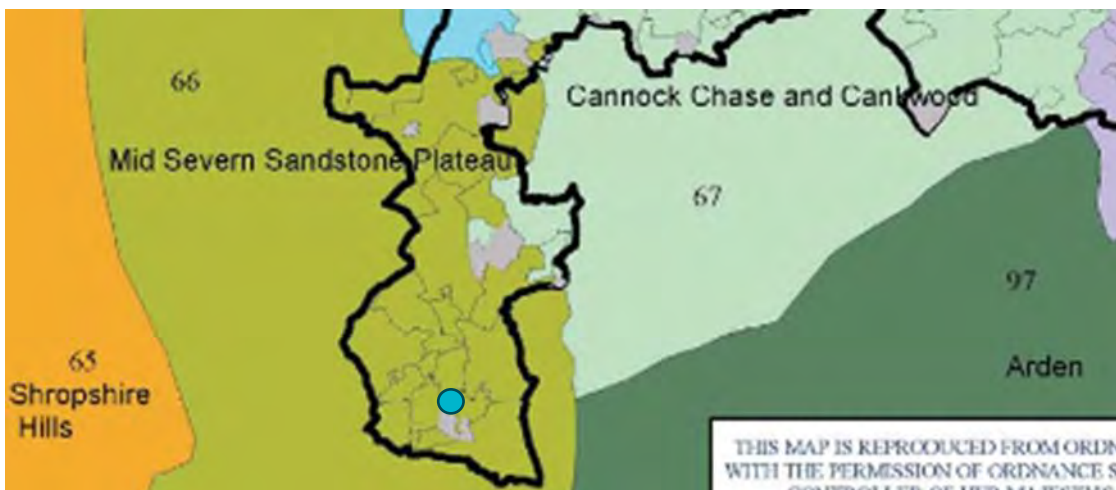 66
Cannock Chase and Cankwood
Mid Severn Sandstone Plateau
67
97
65
Shropshire
Hills
Arden
THIS MAP IS REPRODUCED FROM ORDN
WITH THE PERMISSION OF ORDNANCE S